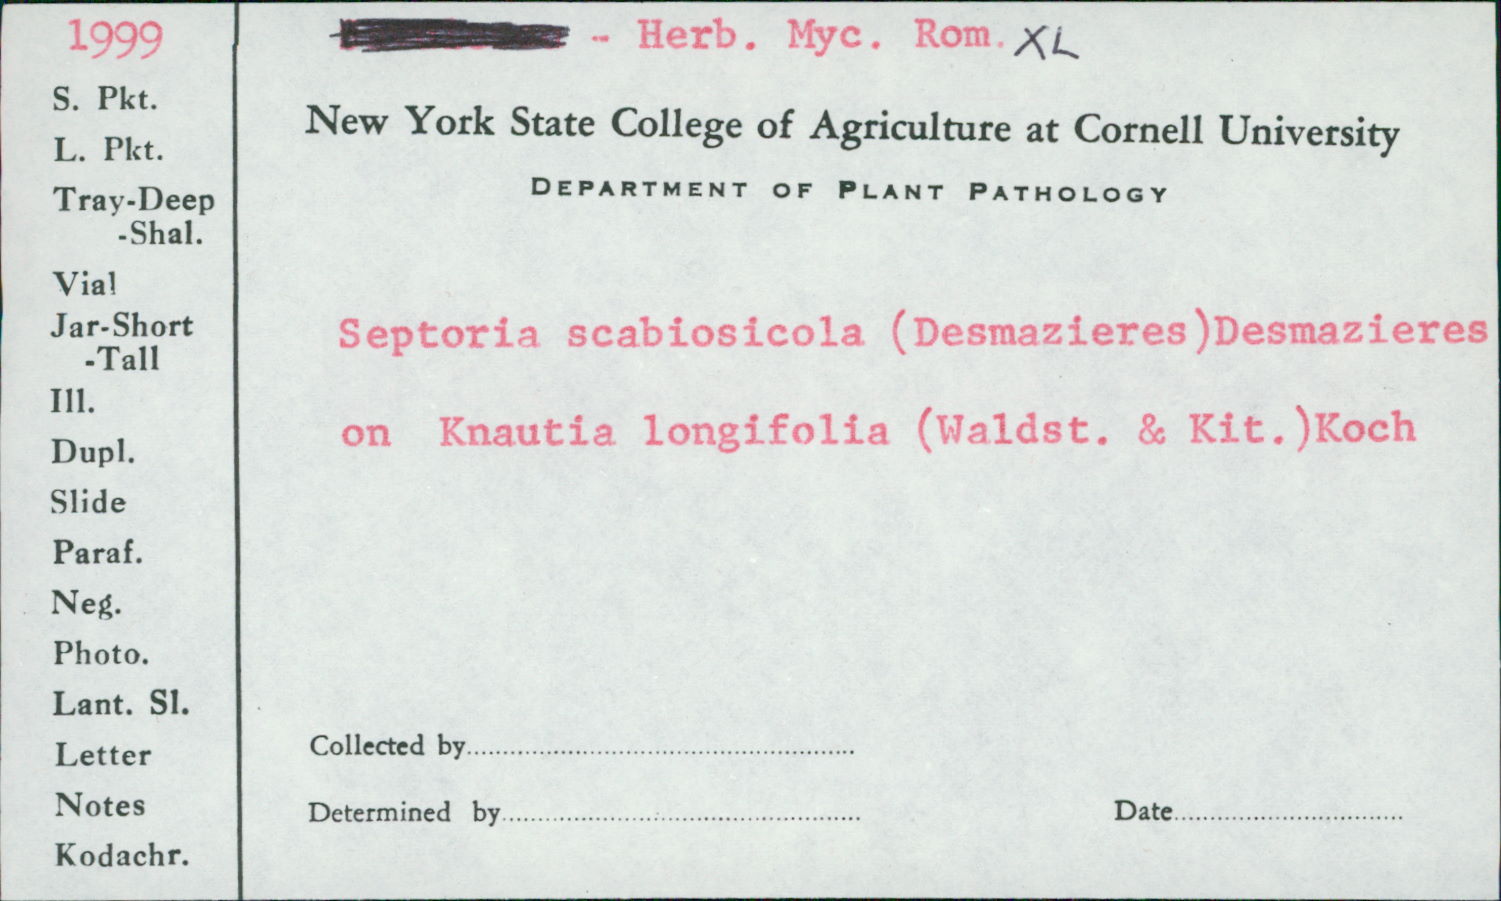 1999
- Herb. Myc. Rom. XL
S. Pkt.
L. Pkt.
Tray-Deep
-Shal.
Vial
Jar-Short
-Tall
Ill.
Dupl.
Slide
Paraf.
Neg.
Photo.
Lant. Sl.
Letter
Notes
Kodachr.
New York State College of Agriculture at Cornell University
DEPARTMENT OF PLANT PATHOLOGY
Septoria scabiosicola (Desmazieres)Desmazieres
on Knautia longifolia (Waldst. & Kit.)Koch
Collected by
Determined by
Date